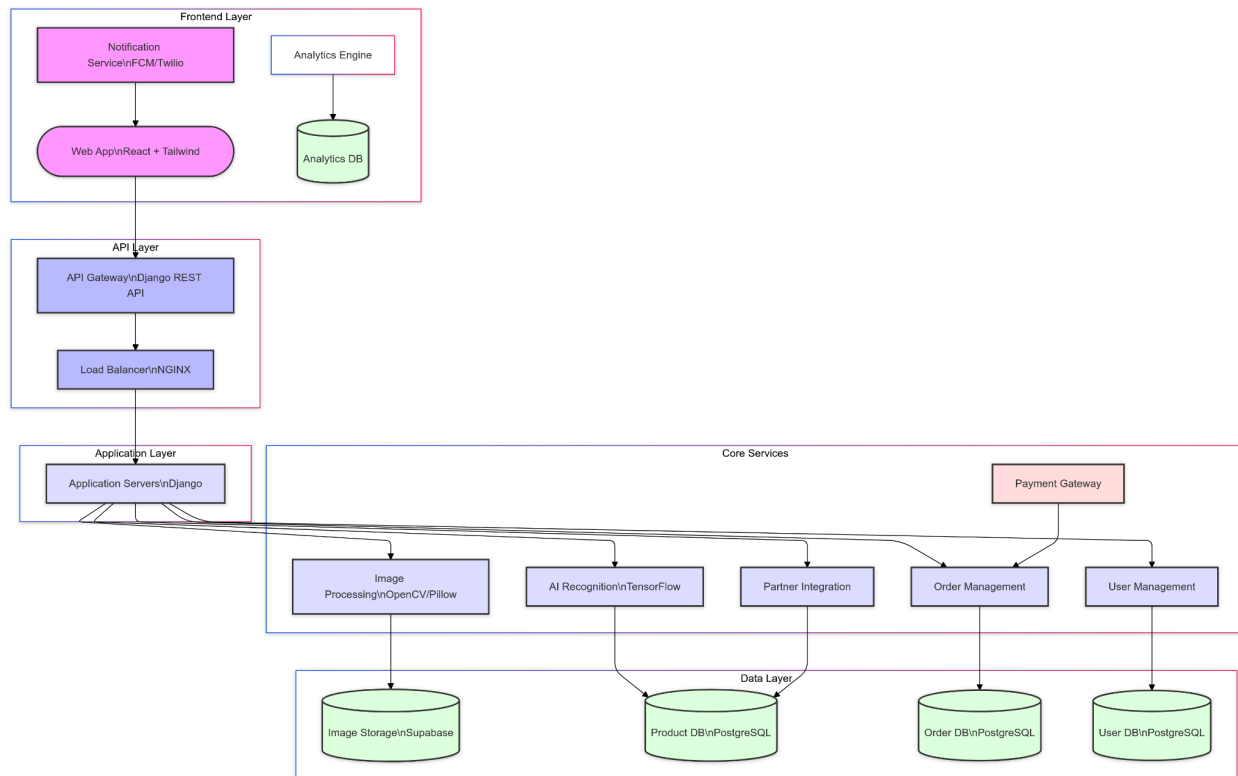 Frontend Layer
Notification
Service\nFCM/Twilio
Analytics Engine
Web App\nReact + Tailwind
Analytics DB
API Layer
API Gateway\nDjango REST
API
Load Balancer\nNGINX
Application Layer
Application Servers\nDjango
Core Services
Payment Gateway
Image
Processing\nOpenCV/Pillow
AI Recognition\nTensorFlow
Partner Integration
Order Management
User Management
Data Layer
Image Storage\nSupabase
Product DB\nPostgreSQL
Order DB\nPostgreSQL
User DB\nPostgreSQL